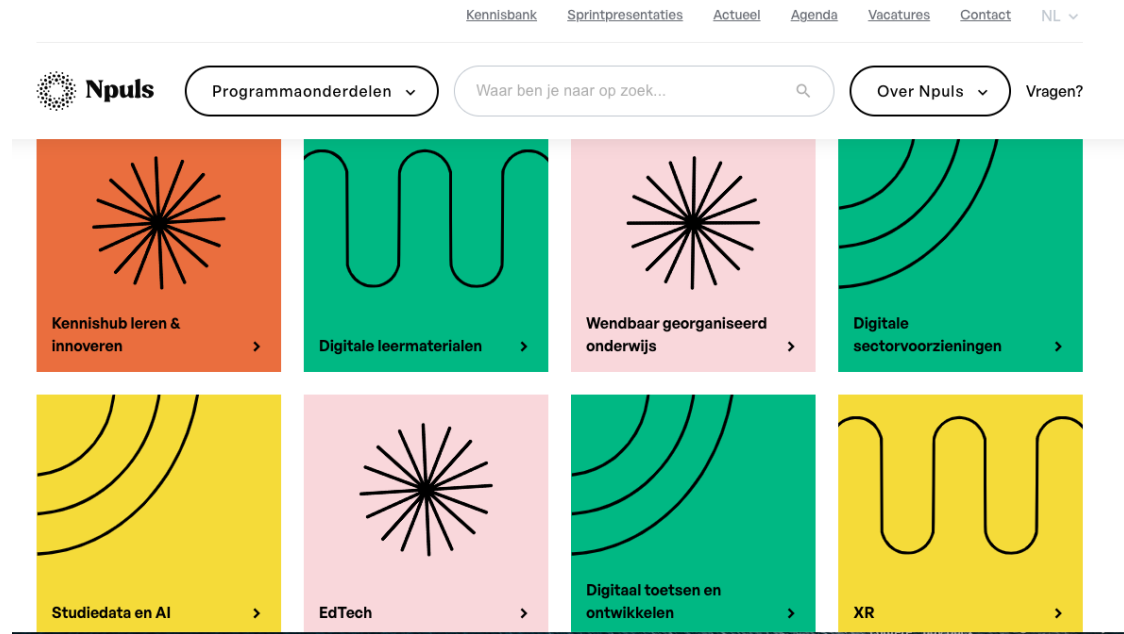 Kennisbank Sprintpresentaties Actueel Agenda Vacatures Contact NL
Npuls Programmaonderdelen Waar ben je naar op zoek... Over Npuls Vragen?
Kennishub leren &
innoveren
Digitale leermaterialen
Wendbaar georganiseerd
onderwijs
Digitale
sectorvoorzieningen
Studiedata en AI
EdTech
Digitaal toetsen en
ontwikkelen
XR